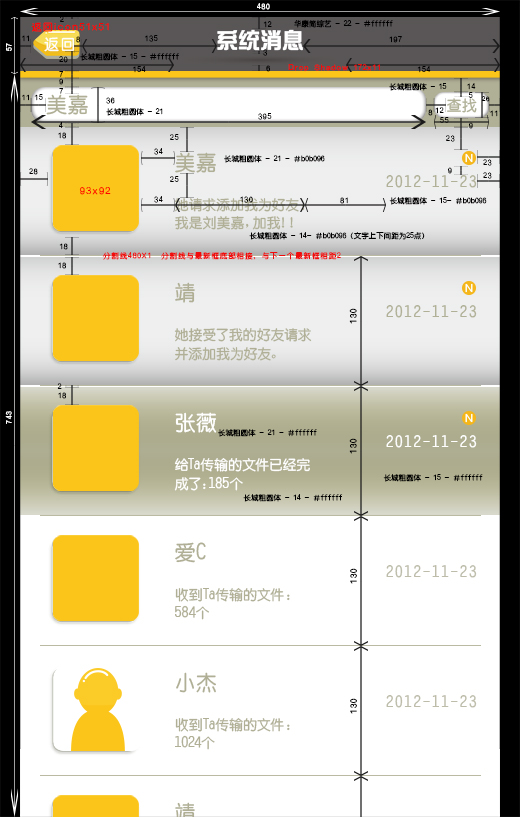 480
12
华康俪综艺 - 22 - #ffffff
57
11
返回
8
135
系统消息
197
11
长城粗圆体 - 15 - #ffffff
20
154
3
6
154
7
9
7
长城粗圆体 - 15
14
5
11
15
美嘉
36
长城粗圆体 - 21
8
12
查找
26
11
395
55
9
4
18
25
23
34
美嘉
长城粗圆体 - 21 - #b0b096
N
23
28
93x92
25
9
2012-11-23
23
34
130
81
长城粗圆体 - 15- #b0b096
她请求添加我为好友，
我是刘美嘉,加我!!
长城粗圆体 - 14- #b0b096 (文字上下间距为25点)
18
分割线480X1 分割线与最新框底部相接，与下一个最新框相距2
18
靖
N
2012-11-23
130
她接受了我的好友请求
并添加我为好友。
2
18
743
张薇
长城粗圆体 - 21 - #ffffff
N
2012-11-23
130
给Ta传输的文件已经完
成了:185个
长城粗圆体 - 15 - #ffffff
长城粗圆体 - 14 - #ffffff
爱C
2012-11-23
130
收到Ta传输的文件：
584个
小杰
2012-11-23
130
收到Ta传输的文件：
1024个
靖